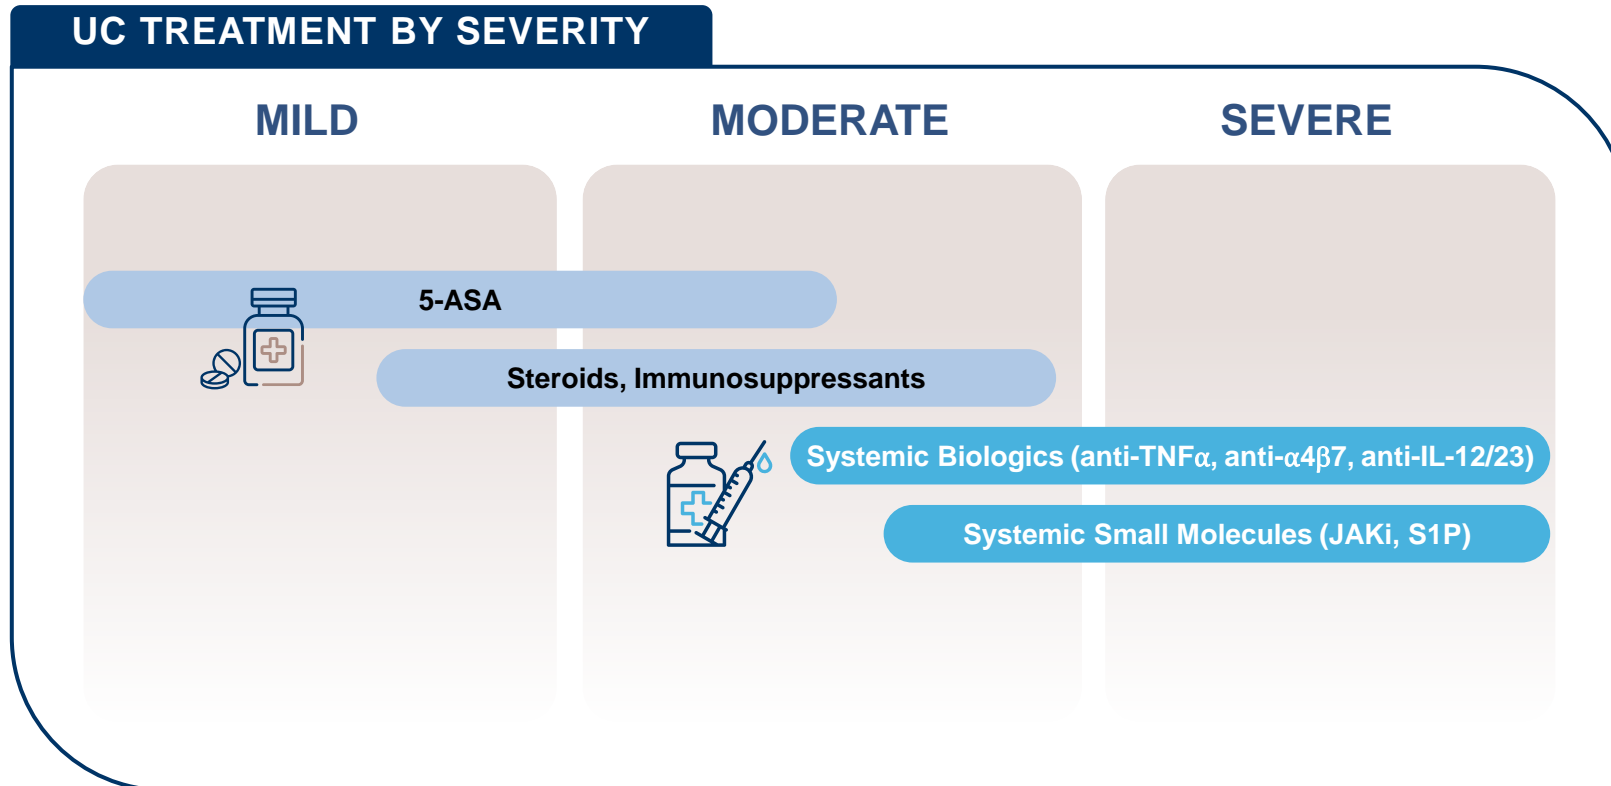 UC TREATMENT BY SEVERITY
MILD
MODERATE
SEVERE
5-ASA
Steroids, Immunosuppressants
Systemic Biologics (anti-TNFα, anti-α4β7, anti-IL-12/23)
Systemic Small Molecules (JAKi, S1P)